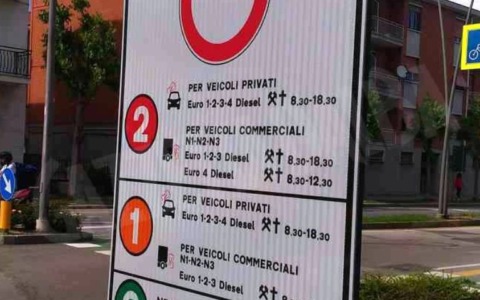 PER VEICOLI PRIVATI
Euro 1-2-3-4 Diesel 8,30-18,30
2
PER VEICOLI COMMERCIALI
N1-N2-N3
Euro 1-2-3 Diesel 8,30-18,30
Euro 4 Diesel 8,30-12,30
1
PER VEICOLI PRIVATI
Euro 1-2-3-4 Diesel 8,30-18,30
PER VEICOLI COMMERCIALI
N1-N2-N3
Euro 1-2-3 Diesel